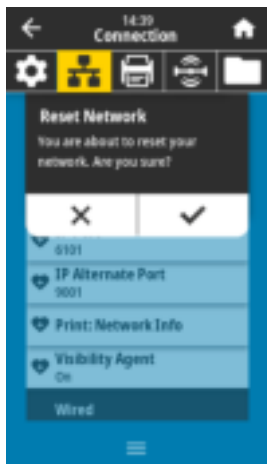 14:39
Connection
Reset Network
You are about to reset your
network. Are you sure?
6101
IP Alternate Port
9001
Print: Network Info
Visibility Agent
On
Wired